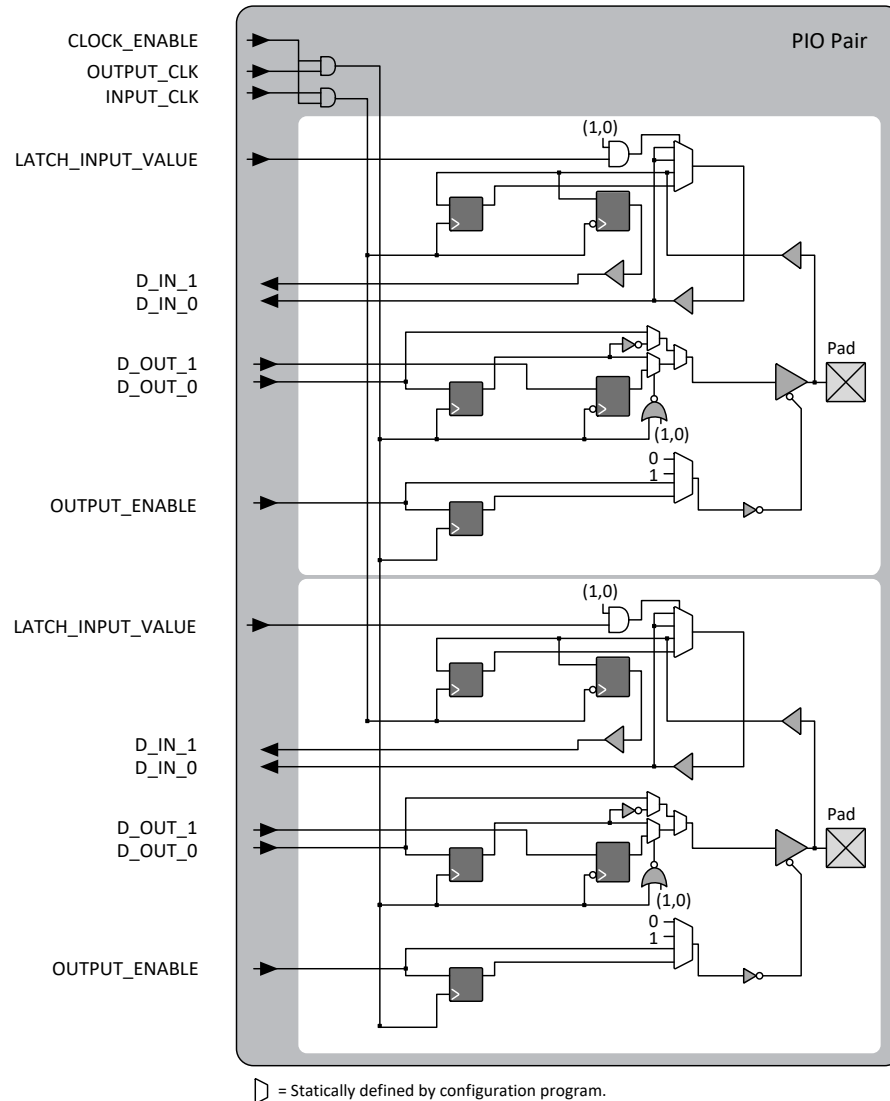 PIO Pair
CLOCK_ENABLE
OUTPUT_CLK
INPUT_CLK
(1,0)
LATCH_INPUT_VALUE
D_IN_1
D_IN_0
D_OUT_1
D_OUT_0
Pad
(1,0)
0
1
OUTPUT_ENABLE
(1,0)
LATCH_INPUT_VALUE
D_IN_1
D_IN_0
D_OUT_1
D_OUT_0
Pad
(1,0)
0
1
OUTPUT_ENABLE
= Statically defined by configuration program.